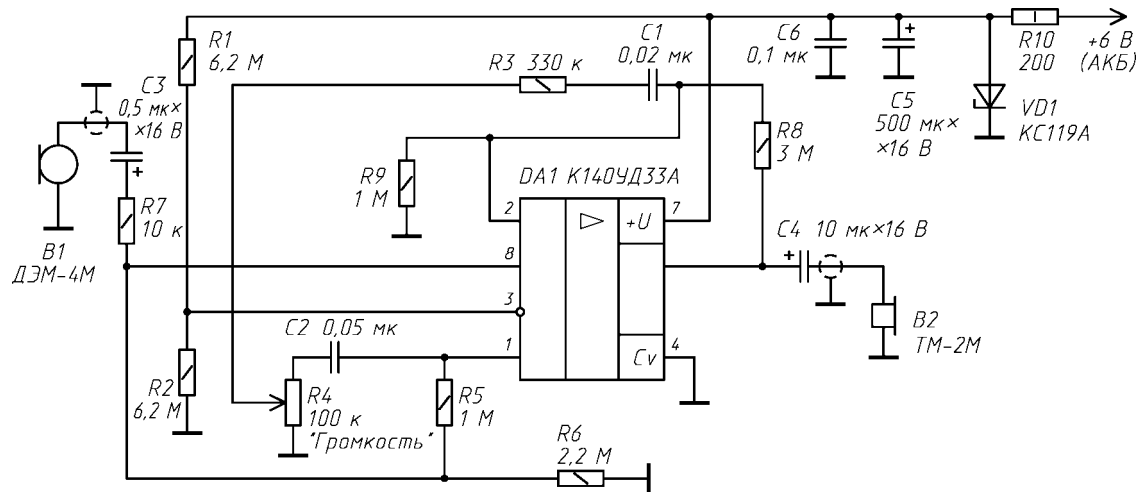 R1
6,2 М
C3
0,5 мк×
×16 В
R3 330 к
C1
0,02 мк
C6
0,1 мк
C5
500 мк×
×16 В
R10
200
+6 В
(АКБ)
VD1
КС119А
R8
3 М
R9
1 М
DA1 К140УД33А
R7
10 к
B1
ДЭМ-4М
2
8
3
1
+U
7
Cv
4
C4 10 мк×16 В
B2
ТМ-2М
C2 0,05 мк
R2
6,2 М
R4
100 к
"Громкость"
R5
1 М
R6
2,2 М